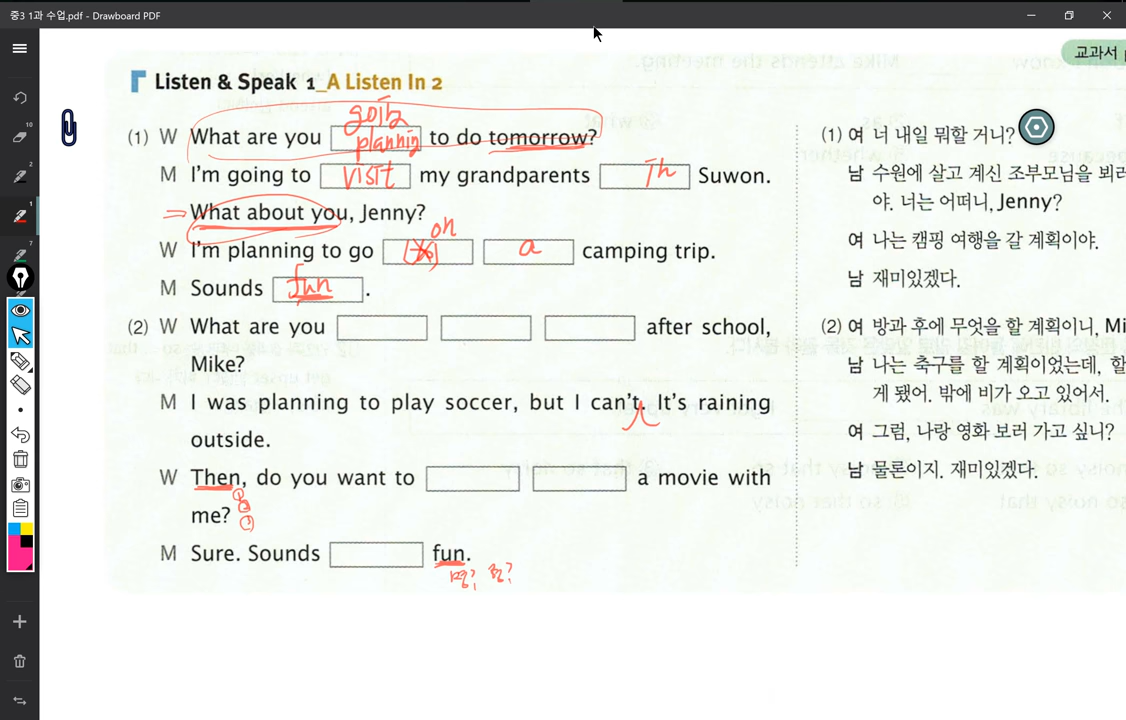 중3 1과 수업.pdf - Drawboard PDF
교과서
Listen & Speak 1_A Listen In 2
going
(1) W What are you planning to do tomorrow?
M I'm going to visit my grandparents in Suwon.
What about you, Jenny?
on
W I'm planning to go a camping trip.
M Sounds fun.
(2) W What are you after school,
Mike?
M I was planning to play soccer, but I can't. It's raining
outside.
W Then, do you want to a movie with
me?
① ② ③
M Sure. Sounds fun.
명? 형?
(1) 여 너 내일 뭐할 거니?
남 수원에 살고 계신 조부모님을 뵈러
야. 너는 어떠니, Jenny?
여 나는 캠핑 여행을 갈 계획이야.
남 재미있겠다.
(2) 여 방과 후에 무엇을 할 계획이니, Mi
남 나는 축구를 할 계획이었는데, 할
게 됐어. 밖에 비가 오고 있어서.
여 그럼, 나랑 영화 보러 가고 싶니?
남 물론이지. 재미있겠다.